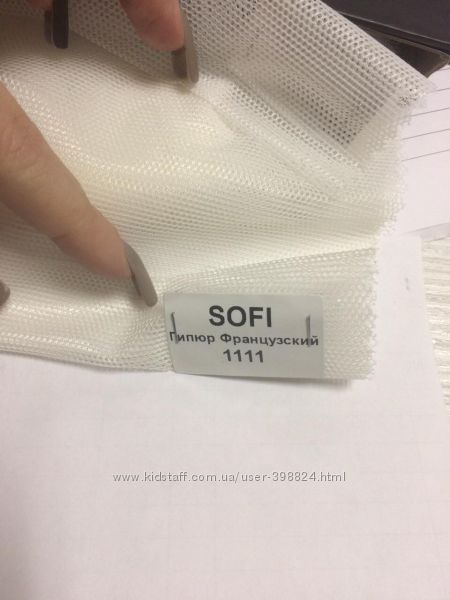 SOFI
Гипюр Французский
1111
www.kidstaff.com.ua/user-398824.html